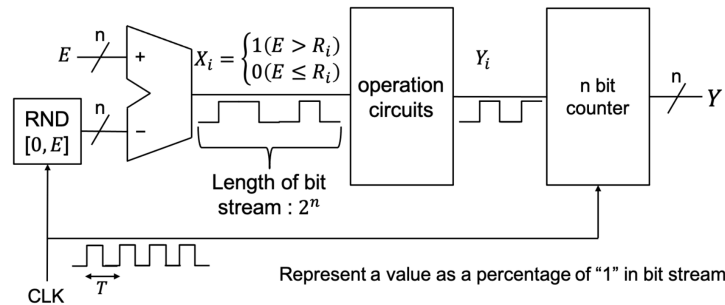 E
n
+
X_i = { 1(E > R_i)
0(E ≤ R_i)
RND
[0, E]
n
−
operation
circuits
Y_i
n bit
counter
n
Y
Length of bit
stream : 2^n
T
CLK
Represent a value as a percentage of “1” in bit stream